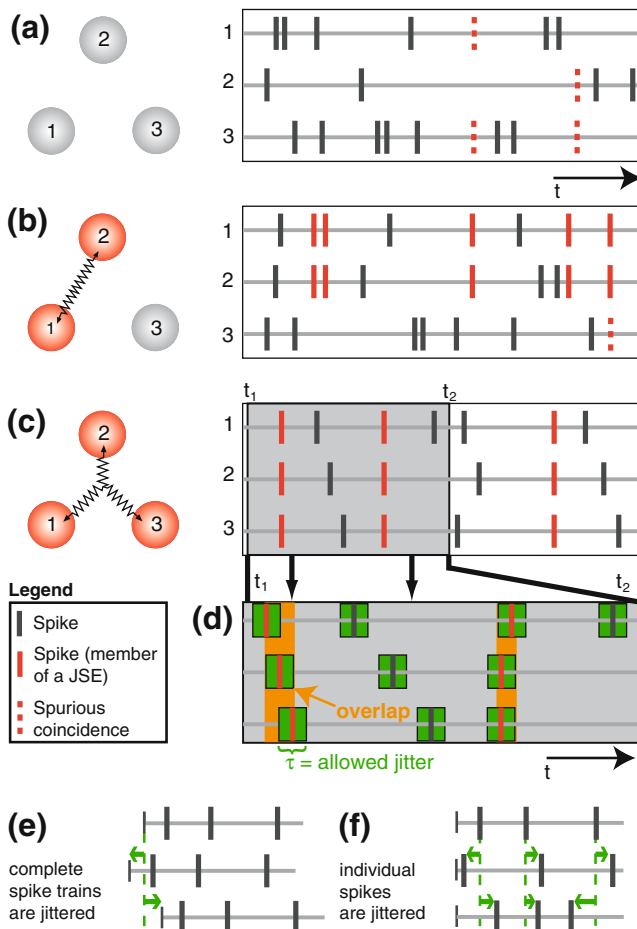 (a)
2
1
3
1
2
3
t
(b)
2
1
3
1
2
3
t1
t2
(c)
2
1
3
1
2
3
Legend
Spike
Spike (member
of a JSE)
Spurious
coincidence
t1
t2
(d)
overlap
τ = allowed jitter
t
(e)
complete
spike trains
are jittered
(f)
individual
spikes
are jittered